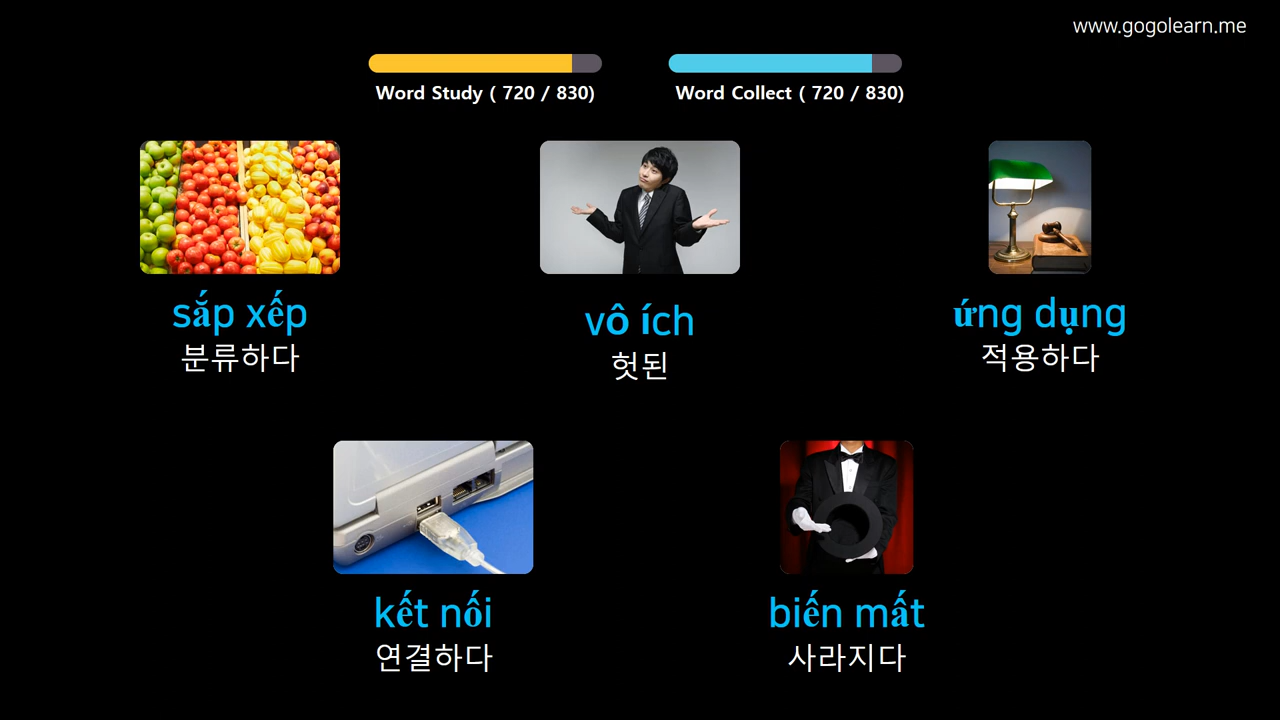 www.gogolearn.me
Word Study ( 720 / 830)
Word Collect ( 720 / 830)
sắp xếp
분류하다
vô ích
헛된
ứng dụng
적용하다
kết nối
연결하다
biến mất
사라지다